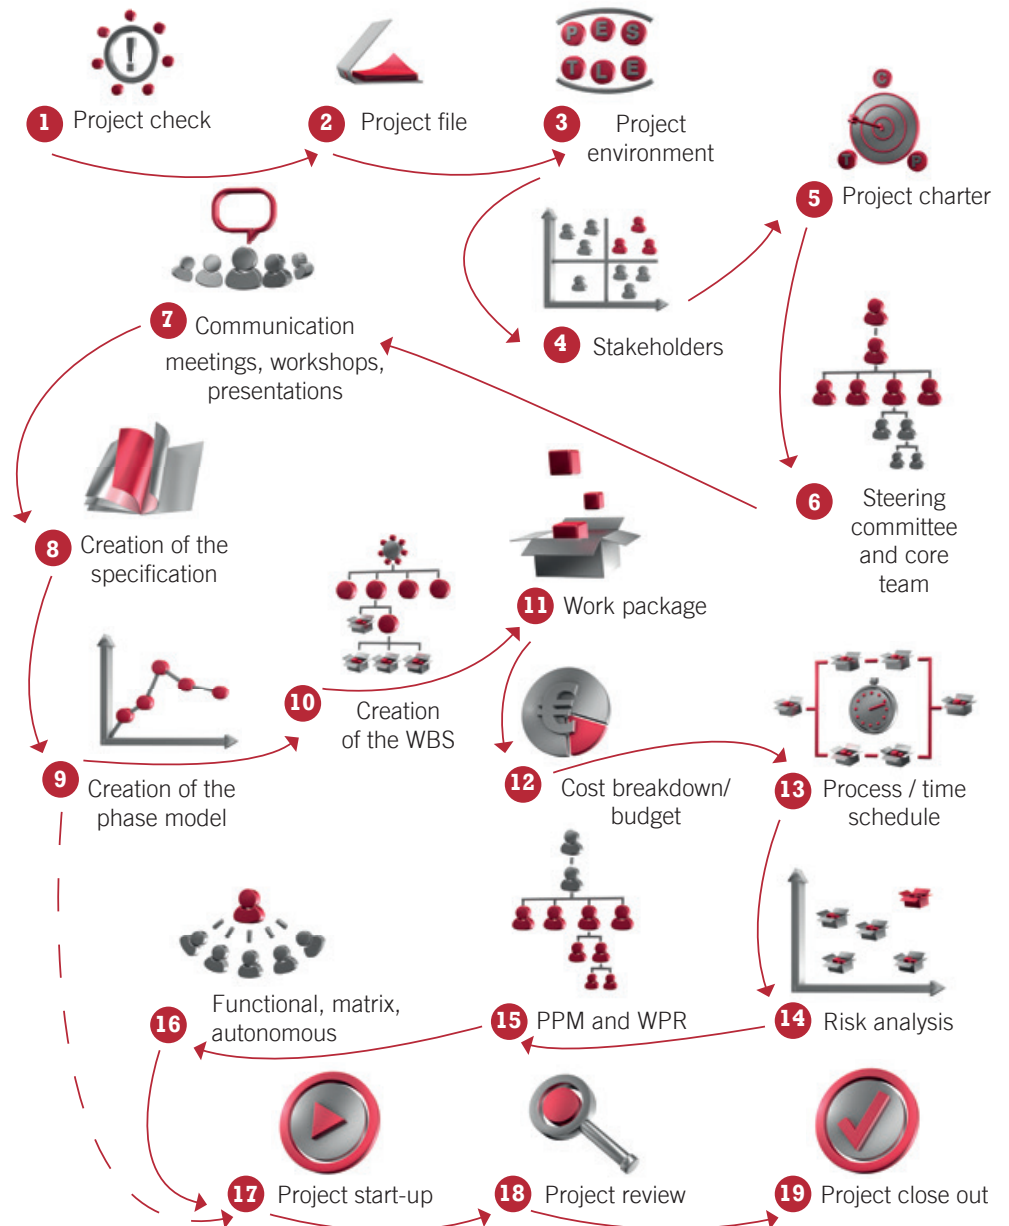 !
P E S
T L E
1 Project check
2 Project file
3 Project
environment
C
T P
5 Project charter
4 Stakeholders
7 Communication
meetings, workshops,
presentations
6 Steering
committee
and core
team
8 Creation of the
specification
11 Work package
10 Creation
of the WBS
9 Creation of the
phase model
€
12 Cost breakdown/
budget
13 Process / time
schedule
16 Functional, matrix,
autonomous
15 PPM and WPR
14 Risk analysis
17 Project start-up
18 Project review
19 Project close out